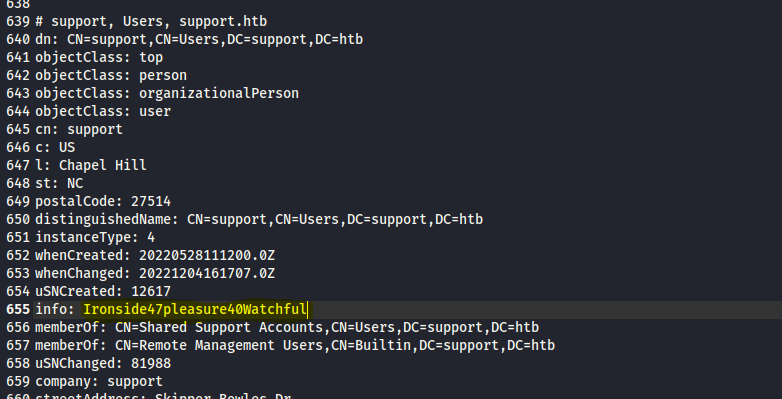 638
639 # support, Users, support.htb
640 dn: CN=support,CN=Users,DC=support,DC=htb
641 objectClass: top
642 objectClass: person
643 objectClass: organizationalPerson
644 objectClass: user
645 cn: support
646 c: US
647 l: Chapel Hill
648 st: NC
649 postalCode: 27514
650 distinguishedName: CN=support,CN=Users,DC=support,DC=htb
651 instanceType: 4
652 whenCreated: 20220528111200.0Z
653 whenChanged: 20221204161707.0Z
654 uSNCreated: 12617
655 info: Ironside47pleasure40Watchful
656 memberOf: CN=Shared Support Accounts,CN=Users,DC=support,DC=htb
657 memberOf: CN=Remote Management Users,CN=Builtin,DC=support,DC=htb
658 uSNChanged: 81988
659 company: support
660 streetAddress: Skipper Bowles Dr